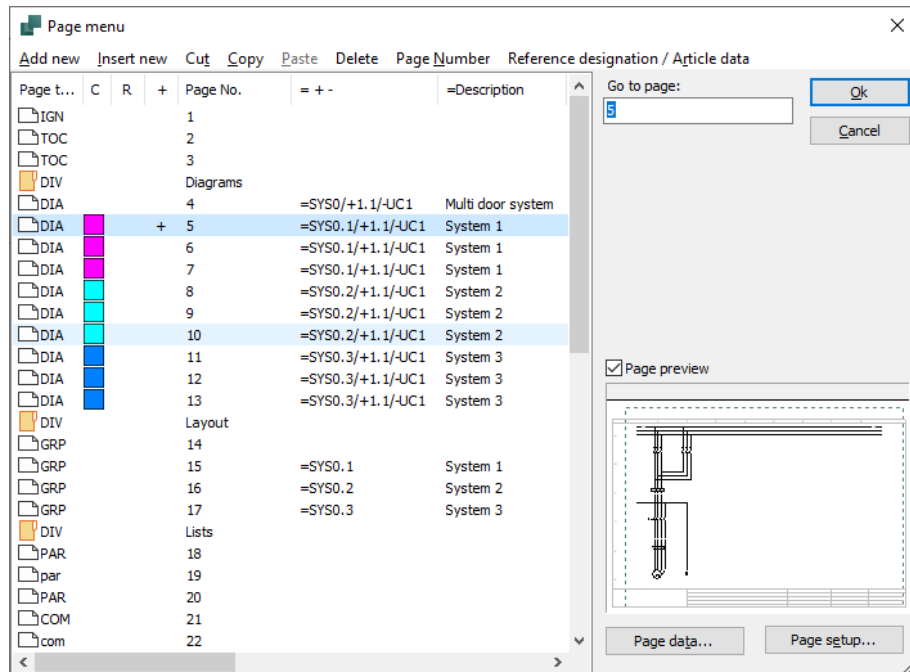 Page menu
Add new Insert new Cut Copy Paste Delete Page Number Reference designation / Article data
Page t... C R + Page No. = + - =Description
IGN 1
TOC 2
TOC 3
DIV Diagrams
DIA 4 =SYS0/+1.1/-UC1 Multi door system
DIA + 5 =SYS0.1/+1.1/-UC1 System 1
DIA 6 =SYS0.1/+1.1/-UC1 System 1
DIA 7 =SYS0.1/+1.1/-UC1 System 1
DIA 8 =SYS0.2/+1.1/-UC1 System 2
DIA 9 =SYS0.2/+1.1/-UC1 System 2
DIA 10 =SYS0.2/+1.1/-UC1 System 2
DIA 11 =SYS0.3/+1.1/-UC1 System 3
DIA 12 =SYS0.3/+1.1/-UC1 System 3
DIA 13 =SYS0.3/+1.1/-UC1 System 3
DIV Layout
GRP 14
GRP 15 =SYS0.1 System 1
GRP 16 =SYS0.2 System 2
GRP 17 =SYS0.3 System 3
DIV Lists
PAR 18
par 19
PAR 20
COM 21
com 22
Go to page:
5
Ok
Cancel
Page preview
Page data...
Page setup...